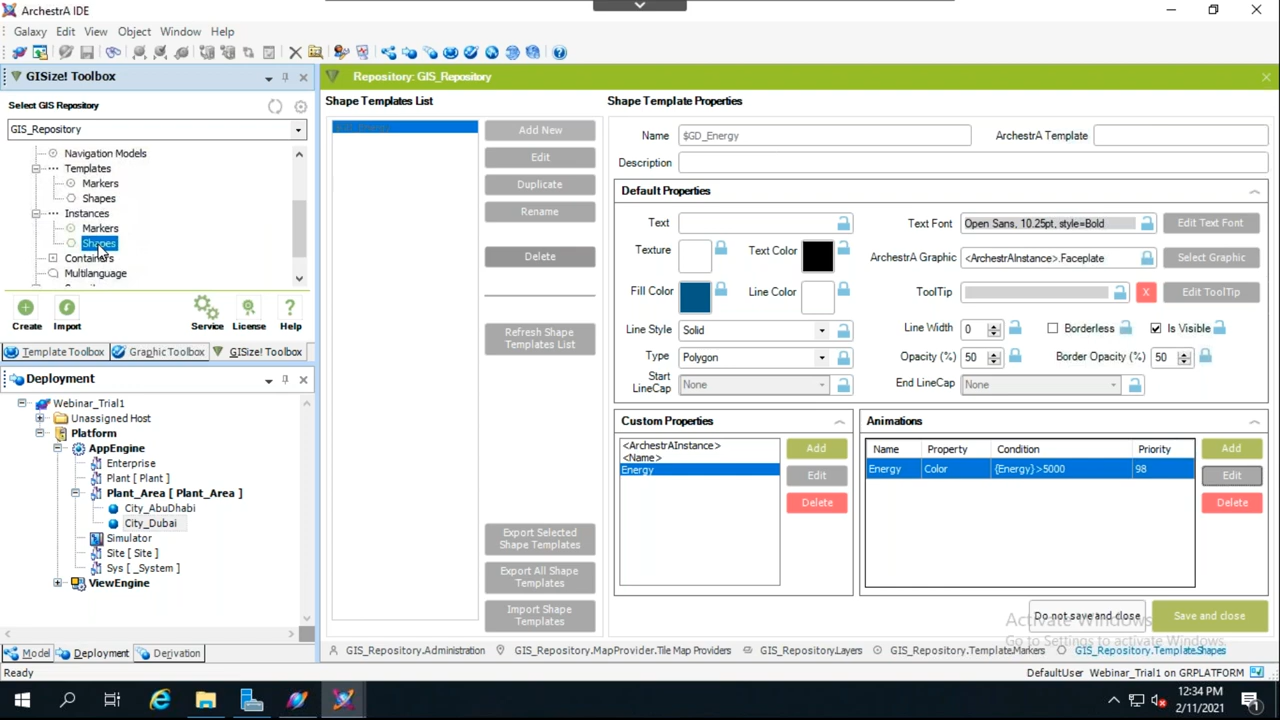 ArchestrA IDE
Galaxy Edit View Object Window Help
GISize! Toolbox
Repository: GIS_Repository
Select GIS Repository
Shape Templates List
Shape Template Properties
GIS_Repository
Add New
Name $GD_Energy
ArchestrA Template
Navigation Models
Edit
Description
Templates
Markers
Duplicate
Default Properties
Shapes
Rename
Instances
Text
Text Font Open Sans, 10.25pt, style=Bold Edit Text Font
Markers
Shapes
Texture
Text Color
ArchestrA Graphic <ArchestrAInstance>.Faceplate Select Graphic
Containers
Delete
Multilanguage
Fill Color
Line Color
ToolTip X Edit ToolTip
Create Import Service License Help
Refresh Shape
Templates List
Line Style Solid
Line Width 0 Borderless Is Visible
Template Toolbox Graphic Toolbox GISize! Toolbox
Type Polygon
Opacity (%) 50 Border Opacity (%) 50
Start
LineCap
None
End LineCap None
Deployment
Webinar_Trial1
Unassigned Host
Platform
AppEngine
Enterprise
Plant [ Plant ]
Plant_Area [ Plant_Area ]
City_AbuDhabi
City_Dubai
Simulator
Site [ Site ]
Sys [ _System ]
ViewEngine
Custom Properties
<ArchestrAInstance>
<Name>
Energy
Add
Edit
Delete
Animations
Name Property Condition Priority
Energy Color {Energy}>5000 98
Add
Edit
Delete
Export Selected
Shape Templates
Export All Shape
Templates
Import Shape
Templates
Do not save and close
Save and close
Activate Windows
Go to Settings to activate Windows.
Model Deployment Derivation
GIS_Repository.Administration GIS_Repository.MapProvider.Tile Map Providers GIS_Repository.Layers GIS_Repository.Template.Markers GIS_Repository.Template.Shapes
Ready
DefaultUser Webinar_Trial1 on GRPLATFORM
12:34 PM
2/11/2021
1